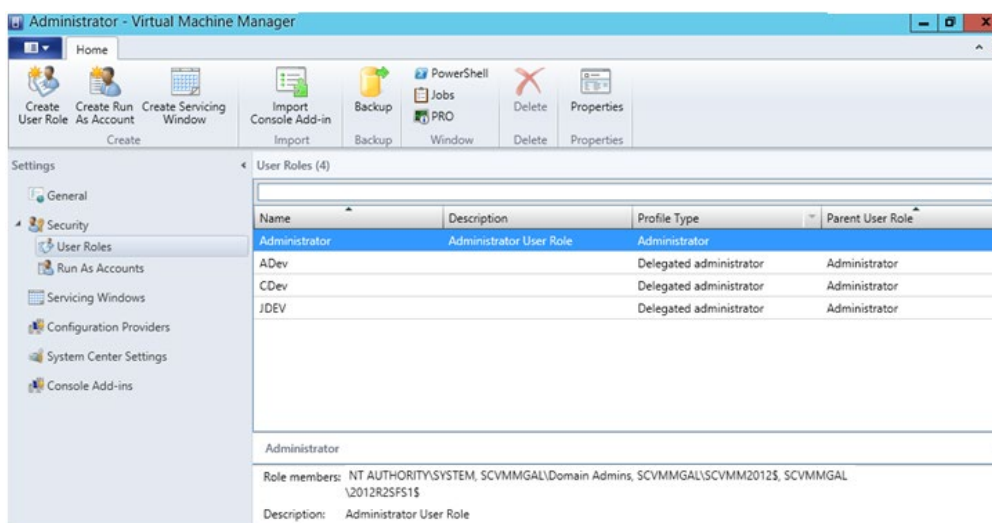 Administrator - Virtual Machine Manager
Home
Create User Role
Create Run As Account
Create Servicing Window
Create
Import Console Add-in
Import
Backup
Backup
PowerShell
Jobs
PRO
Window
Delete
Delete
Properties
Properties
Settings
General
Security
User Roles
Run As Accounts
Servicing Windows
Configuration Providers
System Center Settings
Console Add-ins
User Roles (4)
Name Description Profile Type Parent User Role
Administrator Administrator User Role Administrator
ADev Delegated administrator Administrator
CDev Delegated administrator Administrator
JDEV Delegated administrator Administrator
Administrator
Role members: NT AUTHORITY\SYSTEM, SCVMMGAL\Domain Admins, SCVMMGAL\SCVMM2012$, SCVMMGAL
\2012R2SFS1$
Description: Administrator User Role